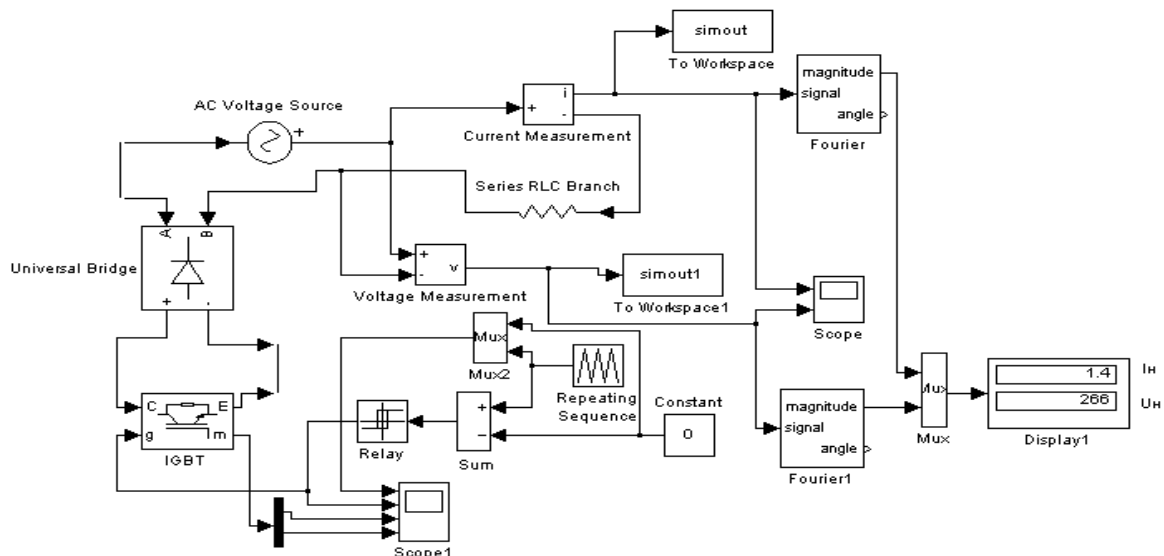 simout
To Workspace
magnitude
signal
angle
Fourier
AC Voltage Source
+
+
i
-
Current Measurement
Series RLC Branch
A
B
+
-
Universal Bridge
+
-
v
Voltage Measurement
simout1
To Workspace1
Scope
Mux
Mux2
Repeating
Sequence
Constant
0
+
−
Sum
Relay
C
E
g
m
IGBT
Scope1
magnitude
signal
angle
Fourier1
Mux
Mux
1.4
266
Display1
Iн
Uн